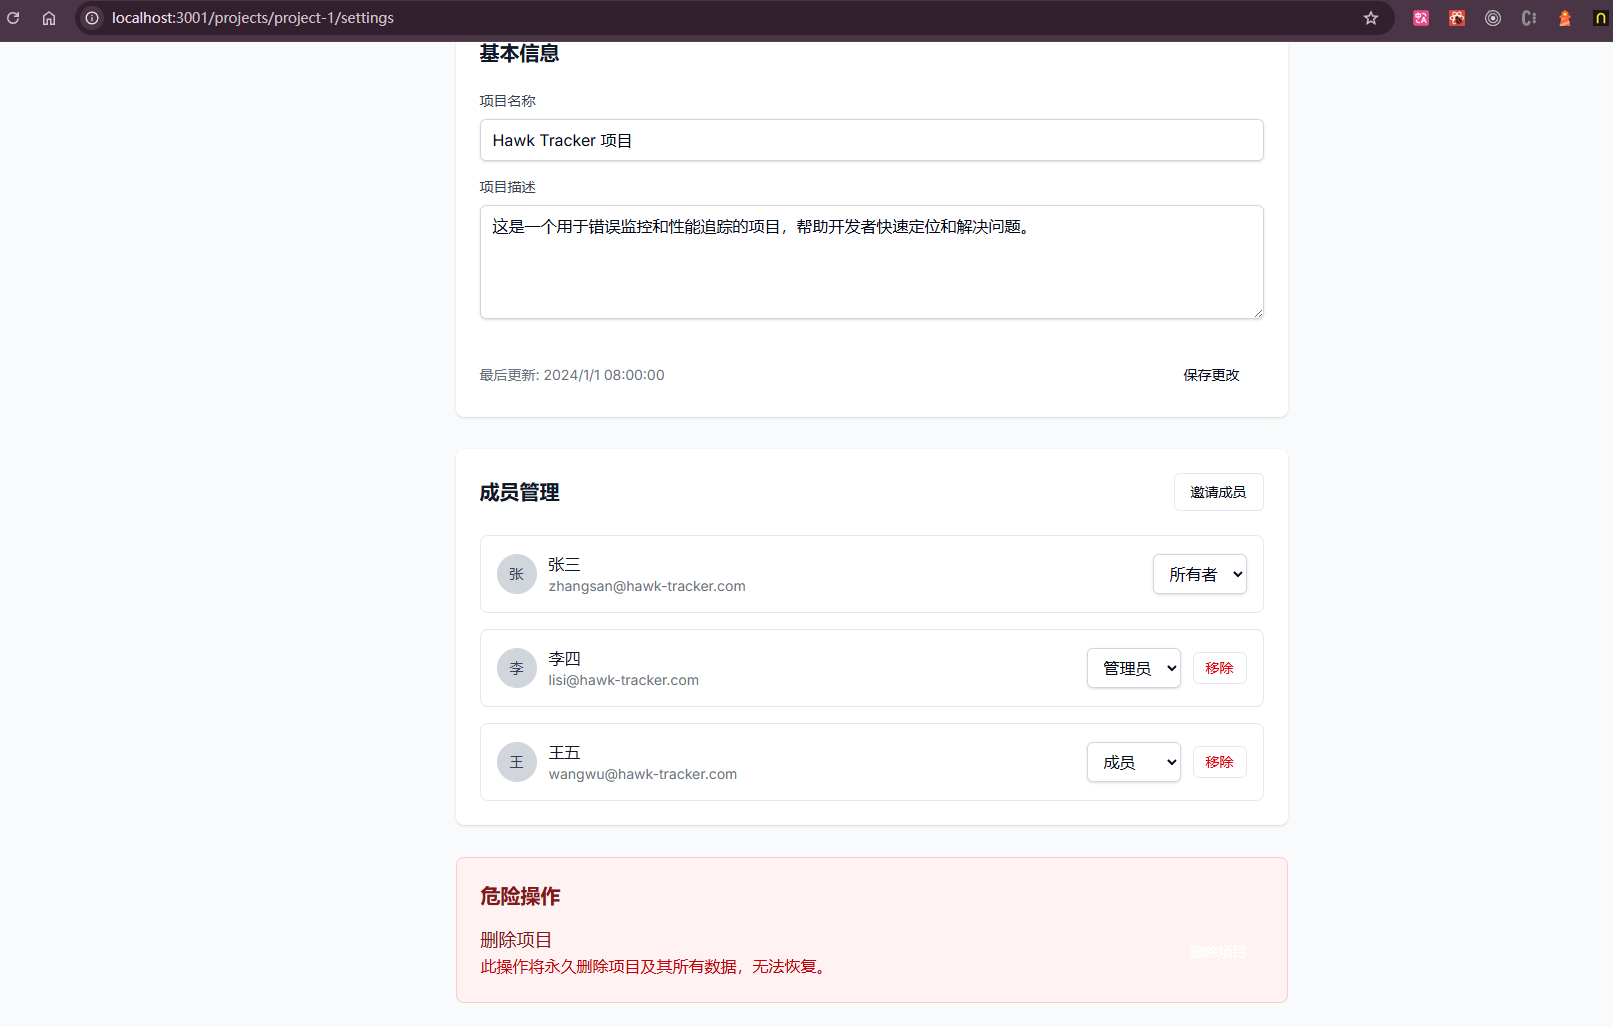 localhost:3001/projects/project-1/settings
基本信息
项目名称
Hawk Tracker 项目
项目描述
这是一个用于错误监控和性能追踪的项目，帮助开发者快速定位和解决问题。
最后更新: 2024/1/1 08:00:00
保存更改
成员管理
邀请成员
张
张三
zhangsan@hawk-tracker.com
所有者
李
李四
lisi@hawk-tracker.com
管理员
移除
王
王五
wangwu@hawk-tracker.com
成员
移除
危险操作
删除项目
此操作将永久删除项目及其所有数据，无法恢复。
删除项目